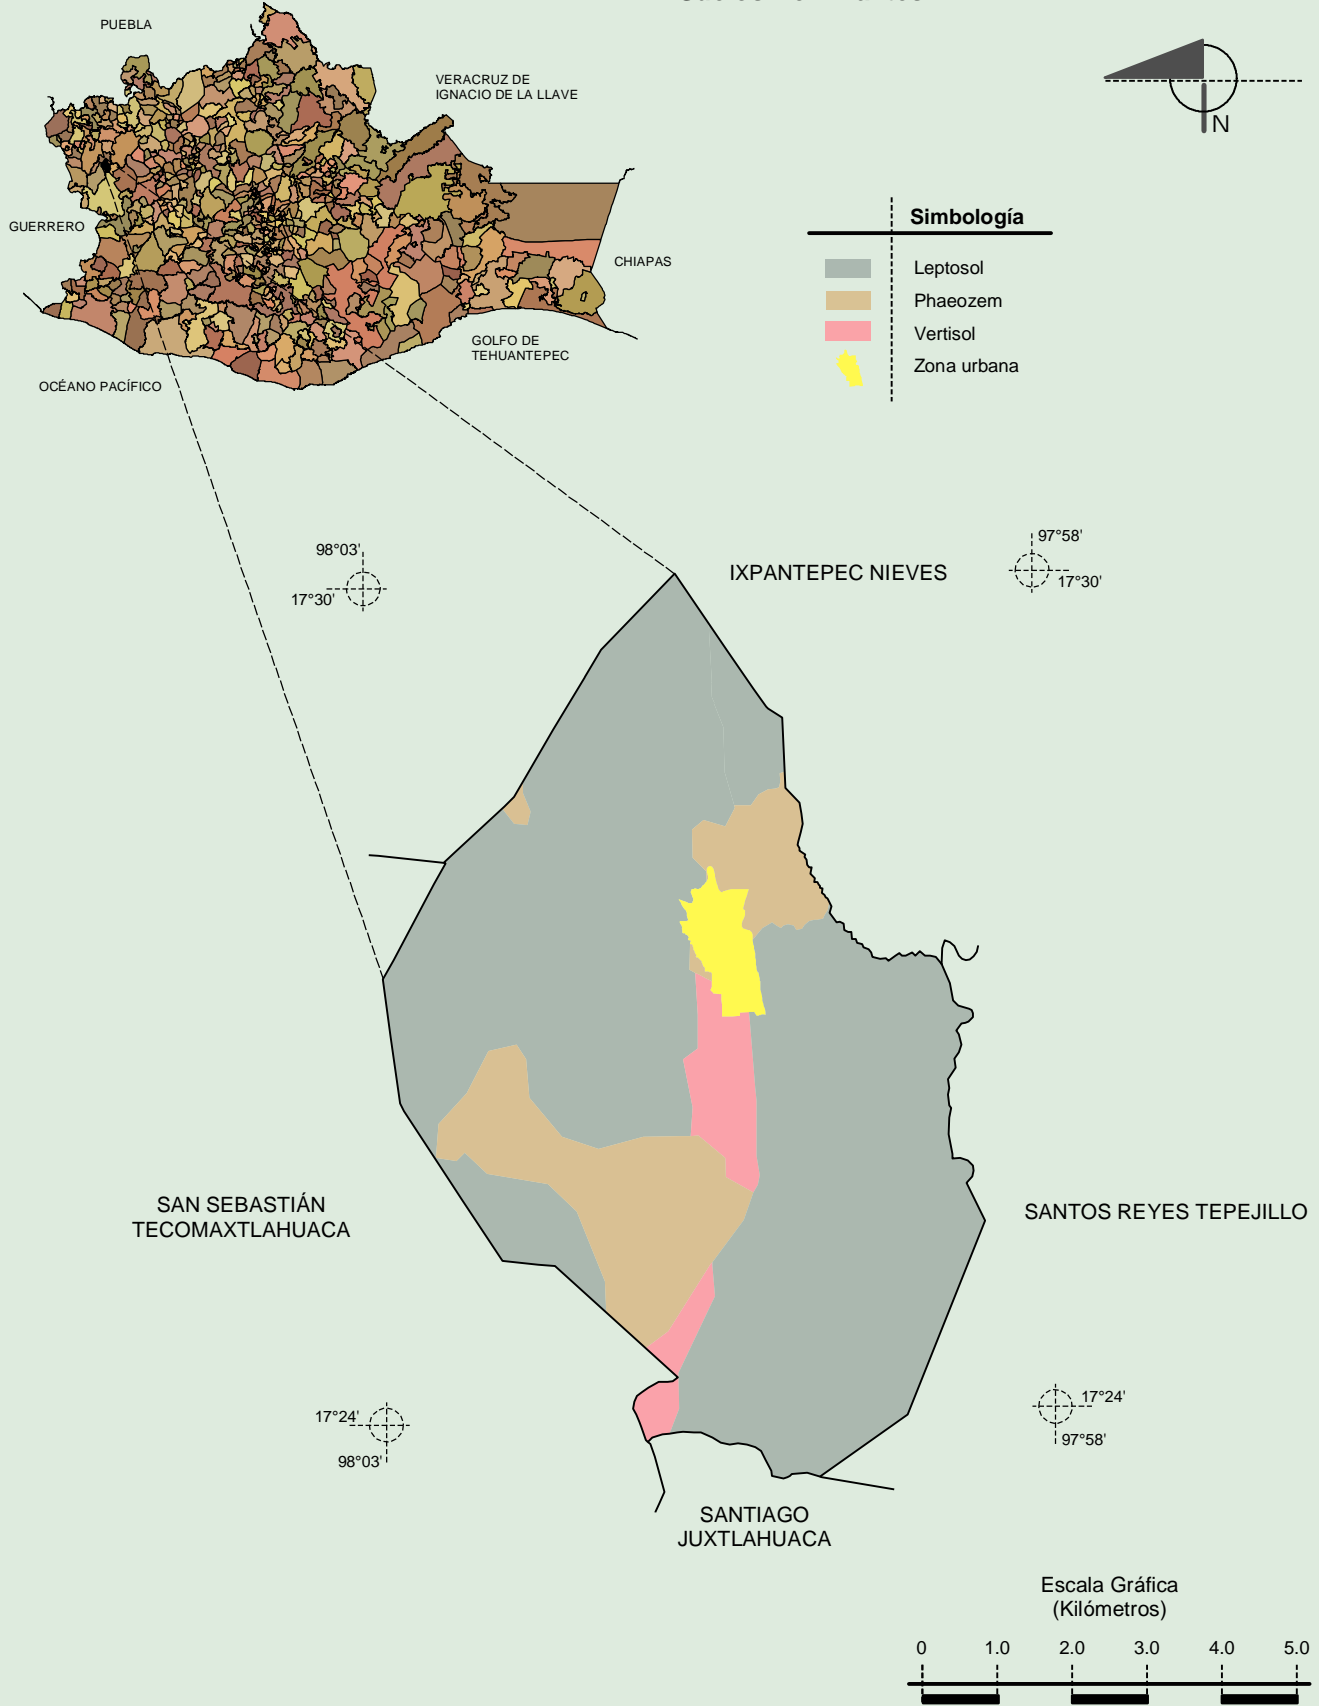 PUEBLA
VERACRUZ DE
IGNACIO DE LA LLAVE
N
GUERRERO
CHIAPAS
GOLFO DE
TEHUANTEPEC
OCÉANO PACÍFICO
Simbología
Leptosol
Phaeozem
Vertisol
Zona urbana
98°03'
17°30'
97°58'
17°30'
IXPANTEPEC NIEVES
SAN SEBASTIÁN
TECOMAXTLAHUACA
SANTOS REYES TEPEJILLO
17°24'
98°03'
17°24'
97°58'
SANTIAGO
JUXTLAHUACA
Escala Gráfica
(Kilómetros)
0 1.0 2.0 3.0 4.0 5.0